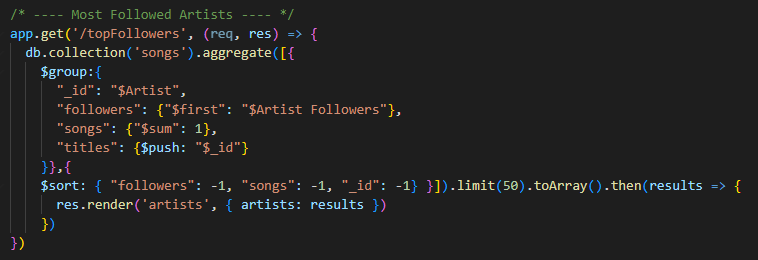 /* ---- Most Followed Artists ---- */
app.get('/topFollowers', (req, res) => {
  db.collection('songs').aggregate([{
    $group:{
      "_id": "$Artist",
      "followers": {"$first": "$Artist Followers"},
      "songs": {"$sum": 1},
      "titles": {$push: "$_id"}
    }},{
    $sort: { "followers": -1, "songs": -1, "_id": -1} }]).limit(50).toArray().then(results => {
      res.render('artists', { artists: results })
    })
})